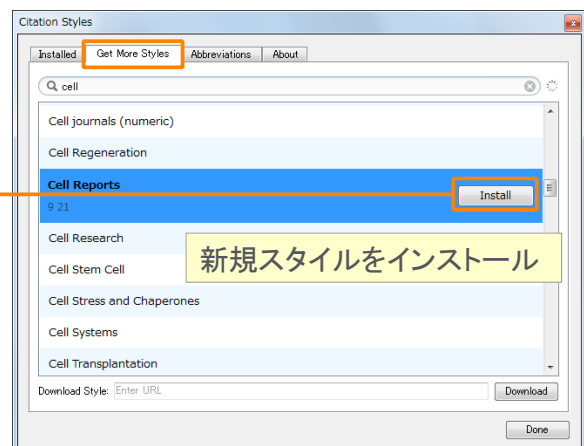 Citation Styles
Installed Get More Styles Abbreviations About
cell
Cell journals (numeric)
Cell Regeneration
Cell Reports
9 21
Install
Cell Research
新規スタイルをインストール
Cell Stem Cell
Cell Stress and Chaperones
Cell Systems
Cell Transplantation
Download Style: Enter URL Download
Done